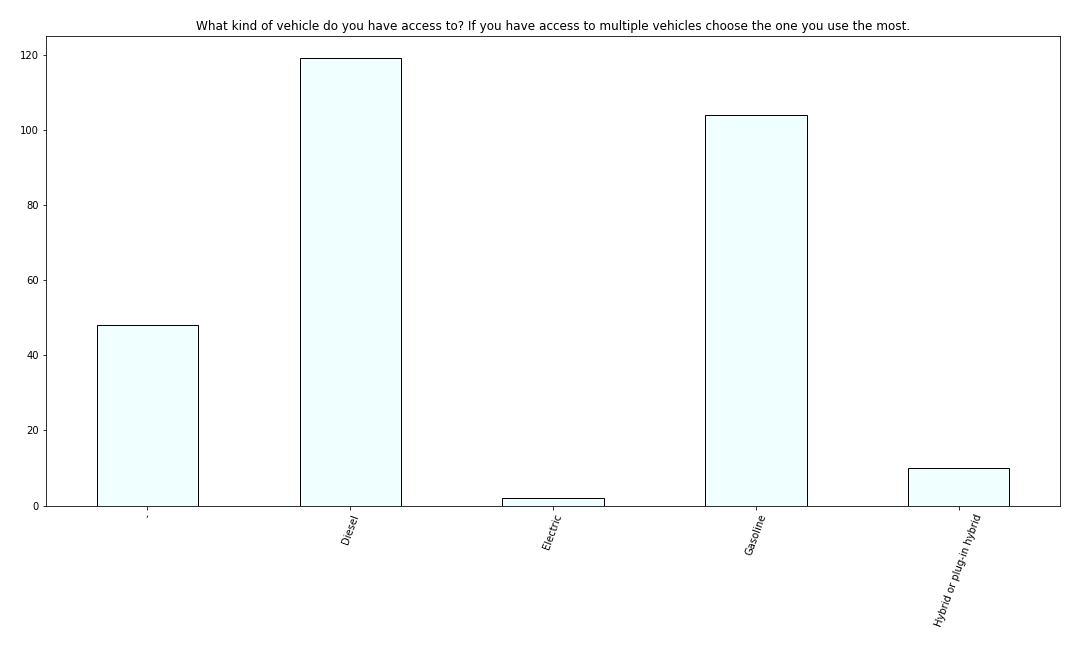 What kind of vehicle do you have access to? If you have access to multiple vehicles choose the one you use the most.
120
100
80
60
40
20
0
-
Diesel
Electric
Gasoline
Hybrid or plug-in hybrid